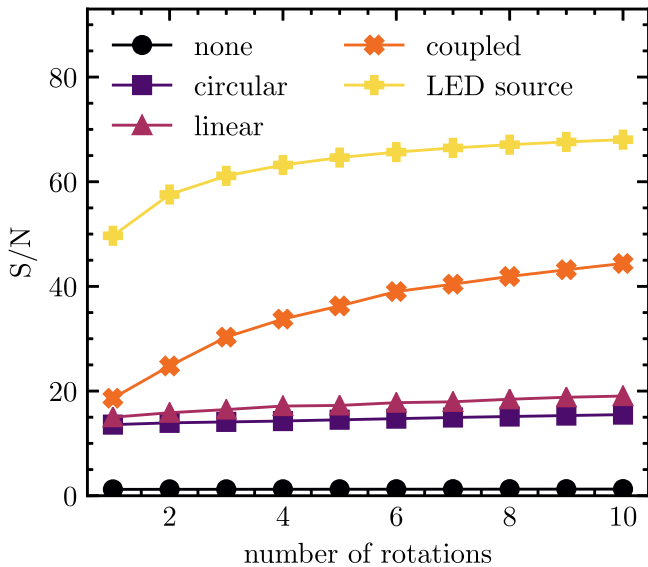 none
circular
linear
coupled
LED source
80
60
40
20
0
S/N
2 4 6 8 10
number of rotations